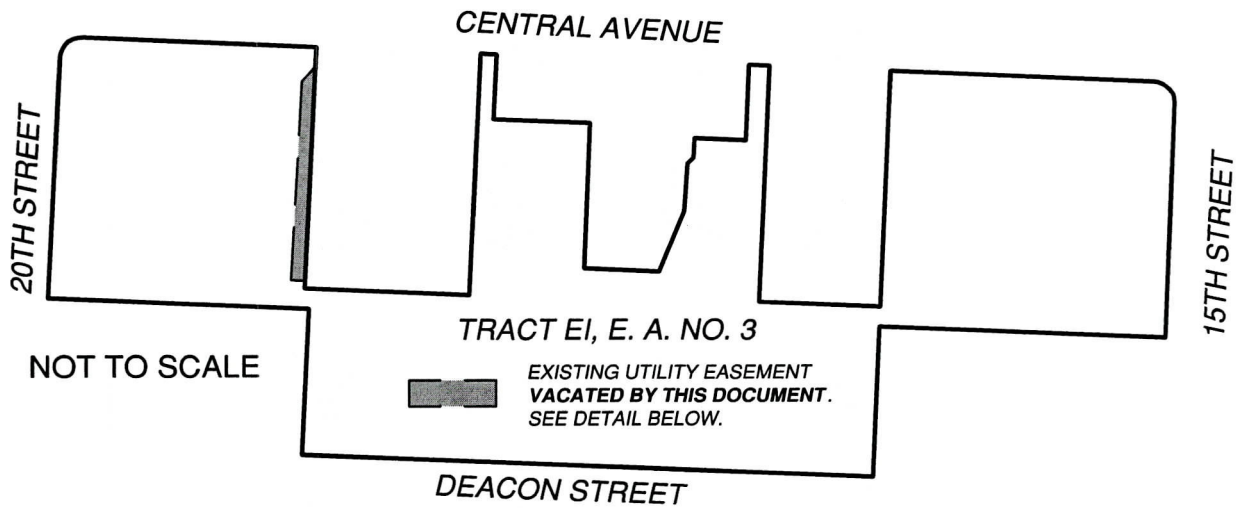 CENTRAL AVENUE
20TH STREET
15TH STREET
TRACT EI, E. A. NO. 3
NOT TO SCALE
EXISTING UTILITY EASEMENT
VACATED BY THIS DOCUMENT.
SEE DETAIL BELOW.
DEACON STREET